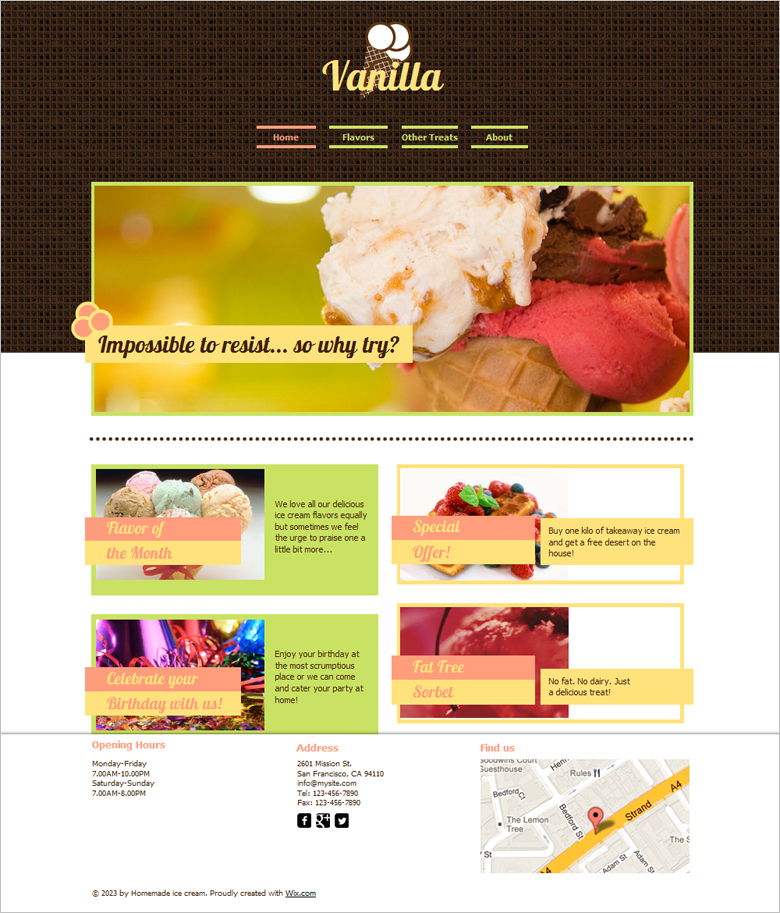 Vanilla
Home
Flavors
Other Treats
About
Impossible to resist... so why try?
Flavor of
the Month
We love all our delicious
ice cream flavors equally
but sometimes we feel
the urge to praise one a
little bit more...
Special
Offer!
Buy one kilo of takeaway ice cream
and get a free desert on the
house!
Celebrate your
Birthday with us!
Enjoy your birthday at
the most scrumptious
place or we can come
and cater your party at
home!
Fat Free
Sorbet
No fat. No dairy. Just
a delicious treat!
Opening Hours
Monday-Friday
7.00AM-10.00PM
Saturday-Sunday
7.00AM-8.00PM
Address
2601 Mission St.
San Francisco, CA 94110
info@mysite.com
Tel: 123-456-7890
Fax: 123-456-7890
Find us
Guesthouse
Rules
A4
Bedford Ct
Bedford St
Strand
The Lemon
Tree
The S
Adam St
Adam St
A4
© 2023 by Homemade ice cream. Proudly created with Wix.com